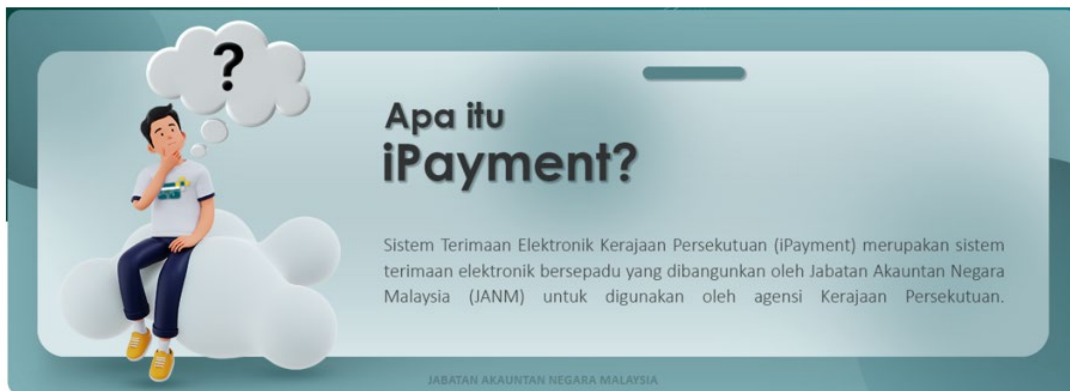 ?
Apa itu
iPayment?
Sistem Terimaan Elektronik Kerajaan Persekutuan (iPayment) merupakan sistem
terimaan elektronik bersepadu yang dibangunkan oleh Jabatan Akauntan Negara
Malaysia (JANM) untuk digunakan oleh agensi Kerajaan Persekutuan.
JABATAN AKAUNTAN NEGARA MALAYSIA